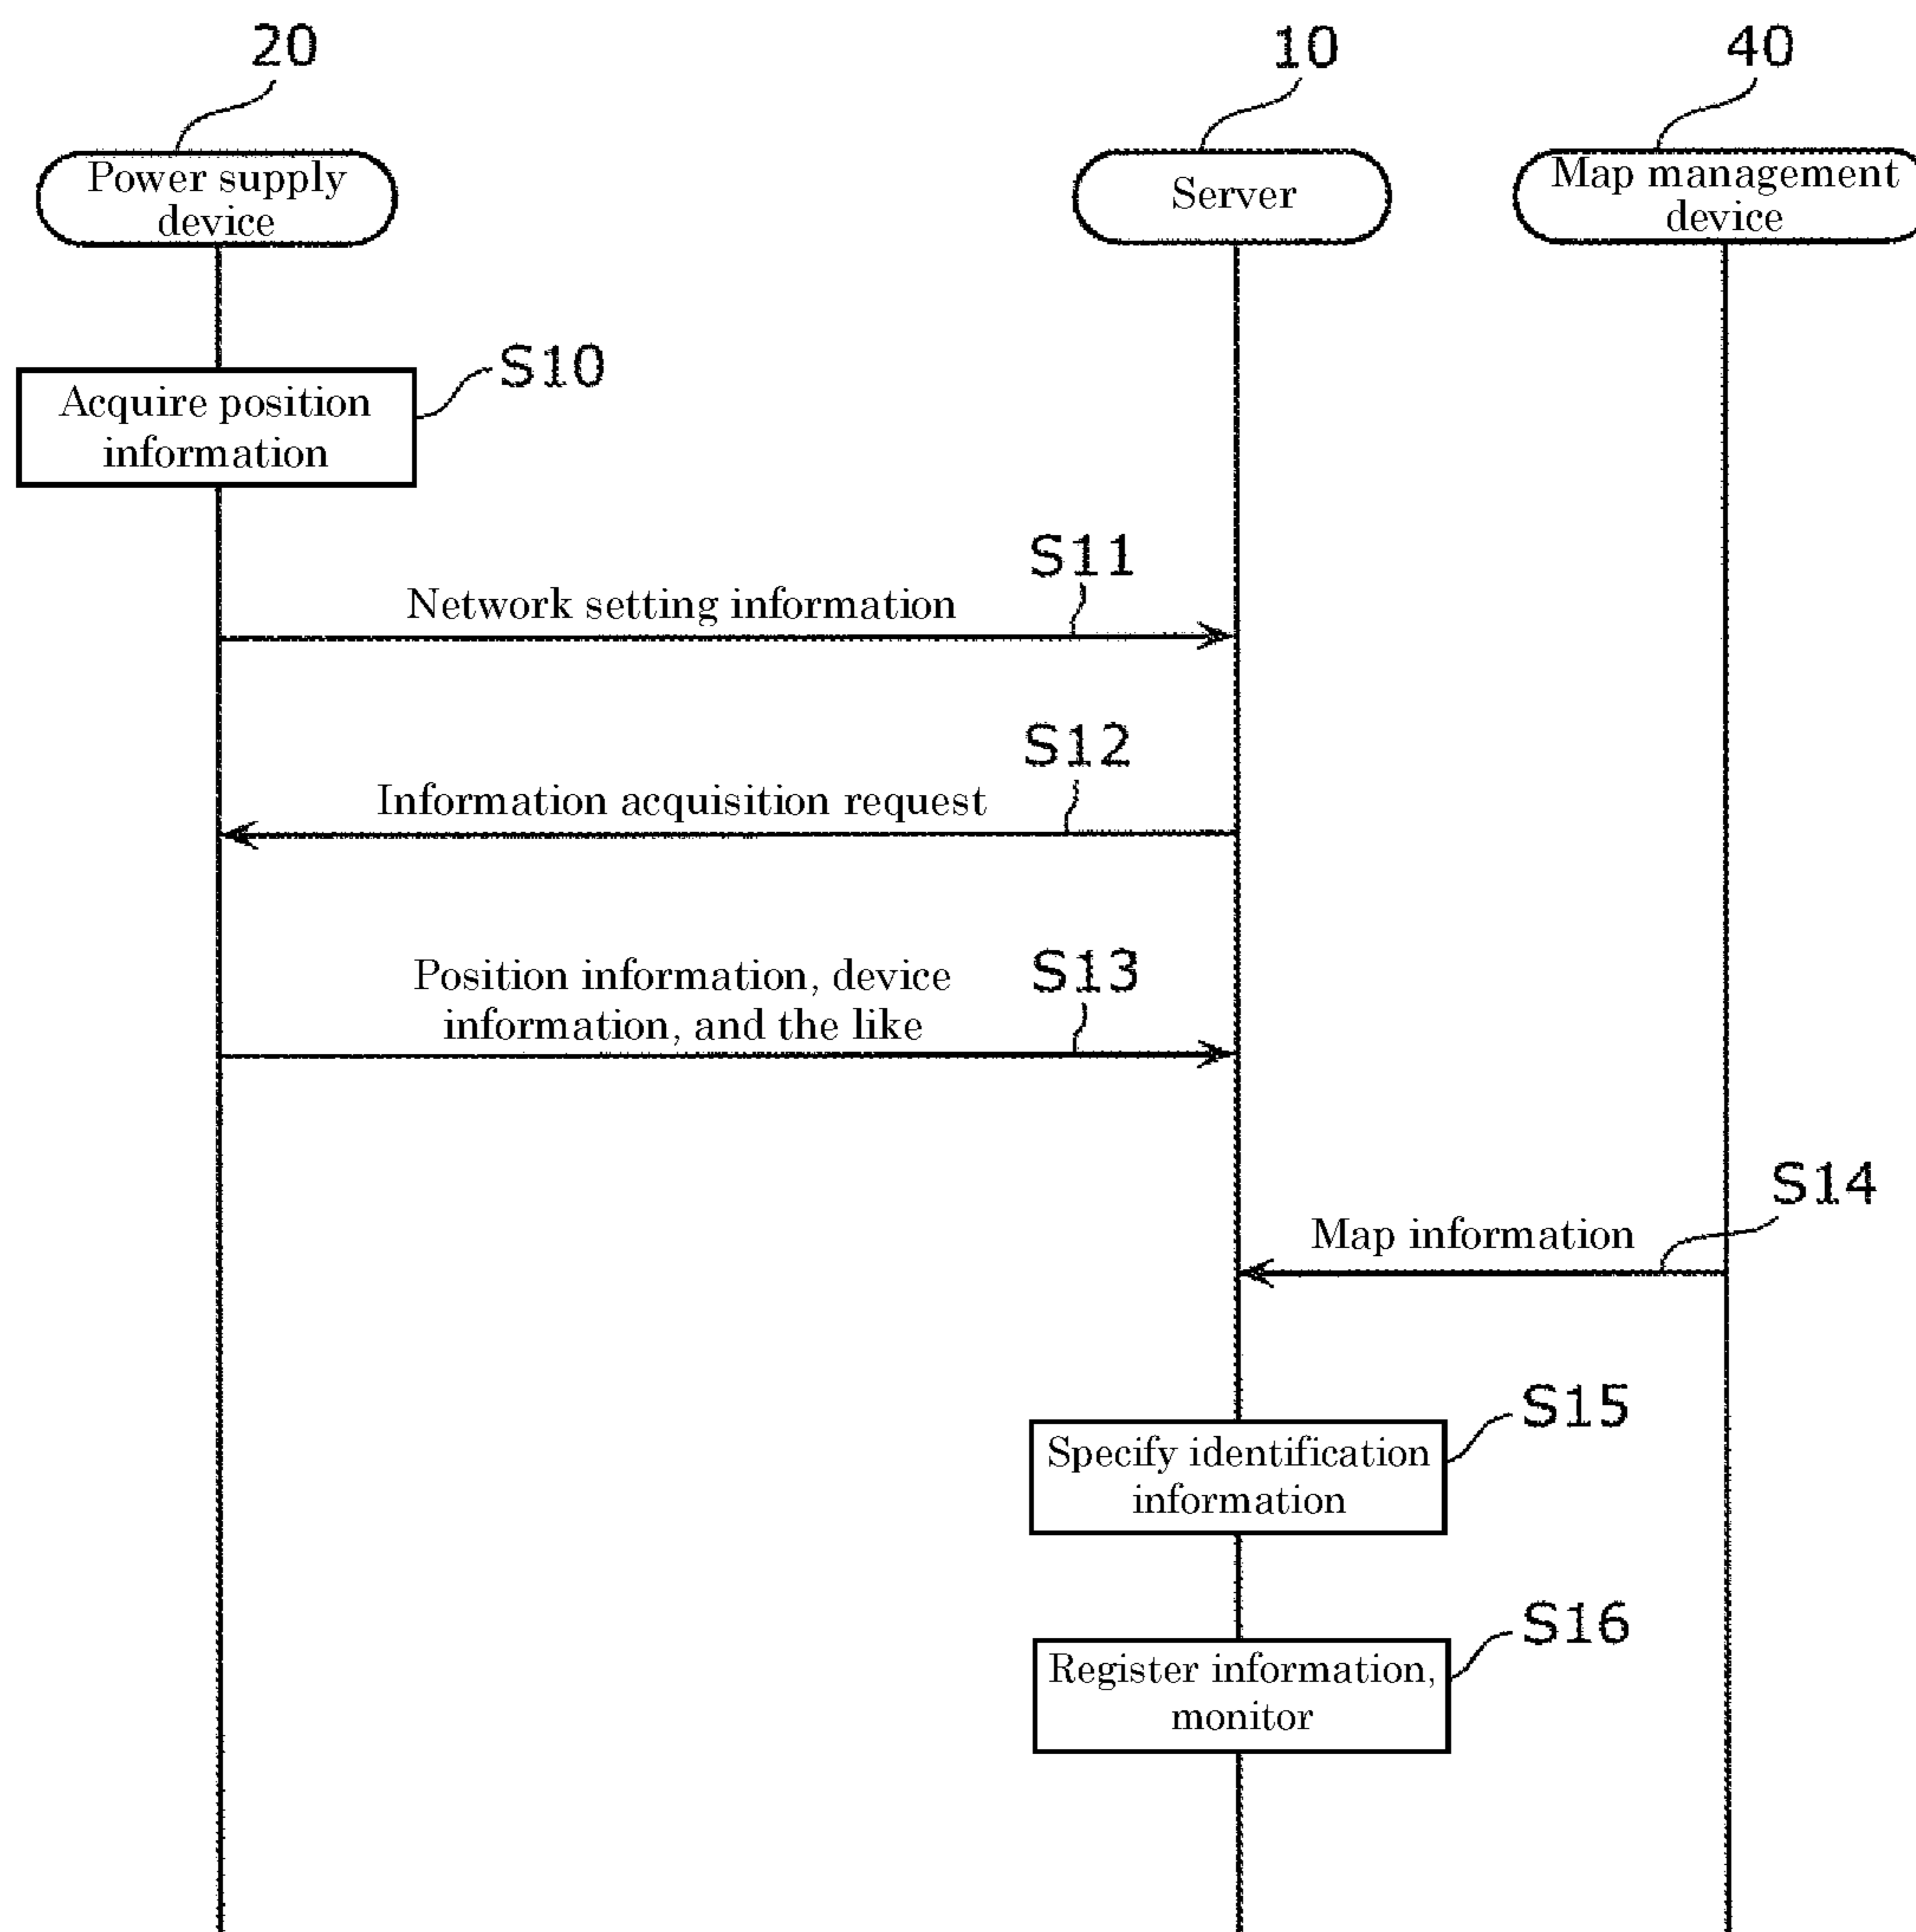 20
10
40
Power supply
device
Server
Map management
device
S10
Acquire position
information
S11
Network setting information
S12
Information acquisition request
S13
Position information, device
information, and the like
S14
Map information
S15
Specify identification
information
S16
Register information,
monitor